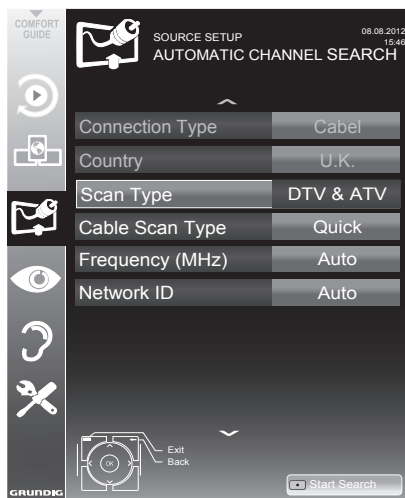 COMFORT
GUIDE
SOURCE SETUP
08.08.2012
AUTOMATIC CHANNEL SEARCH
15:46
Connection Type Cabel
Country U.K.
Scan Type DTV & ATV
Cable Scan Type Quick
Frequency (MHz) Auto
Network ID Auto
OK
Exit
Back
Start Search
GRUNDIG